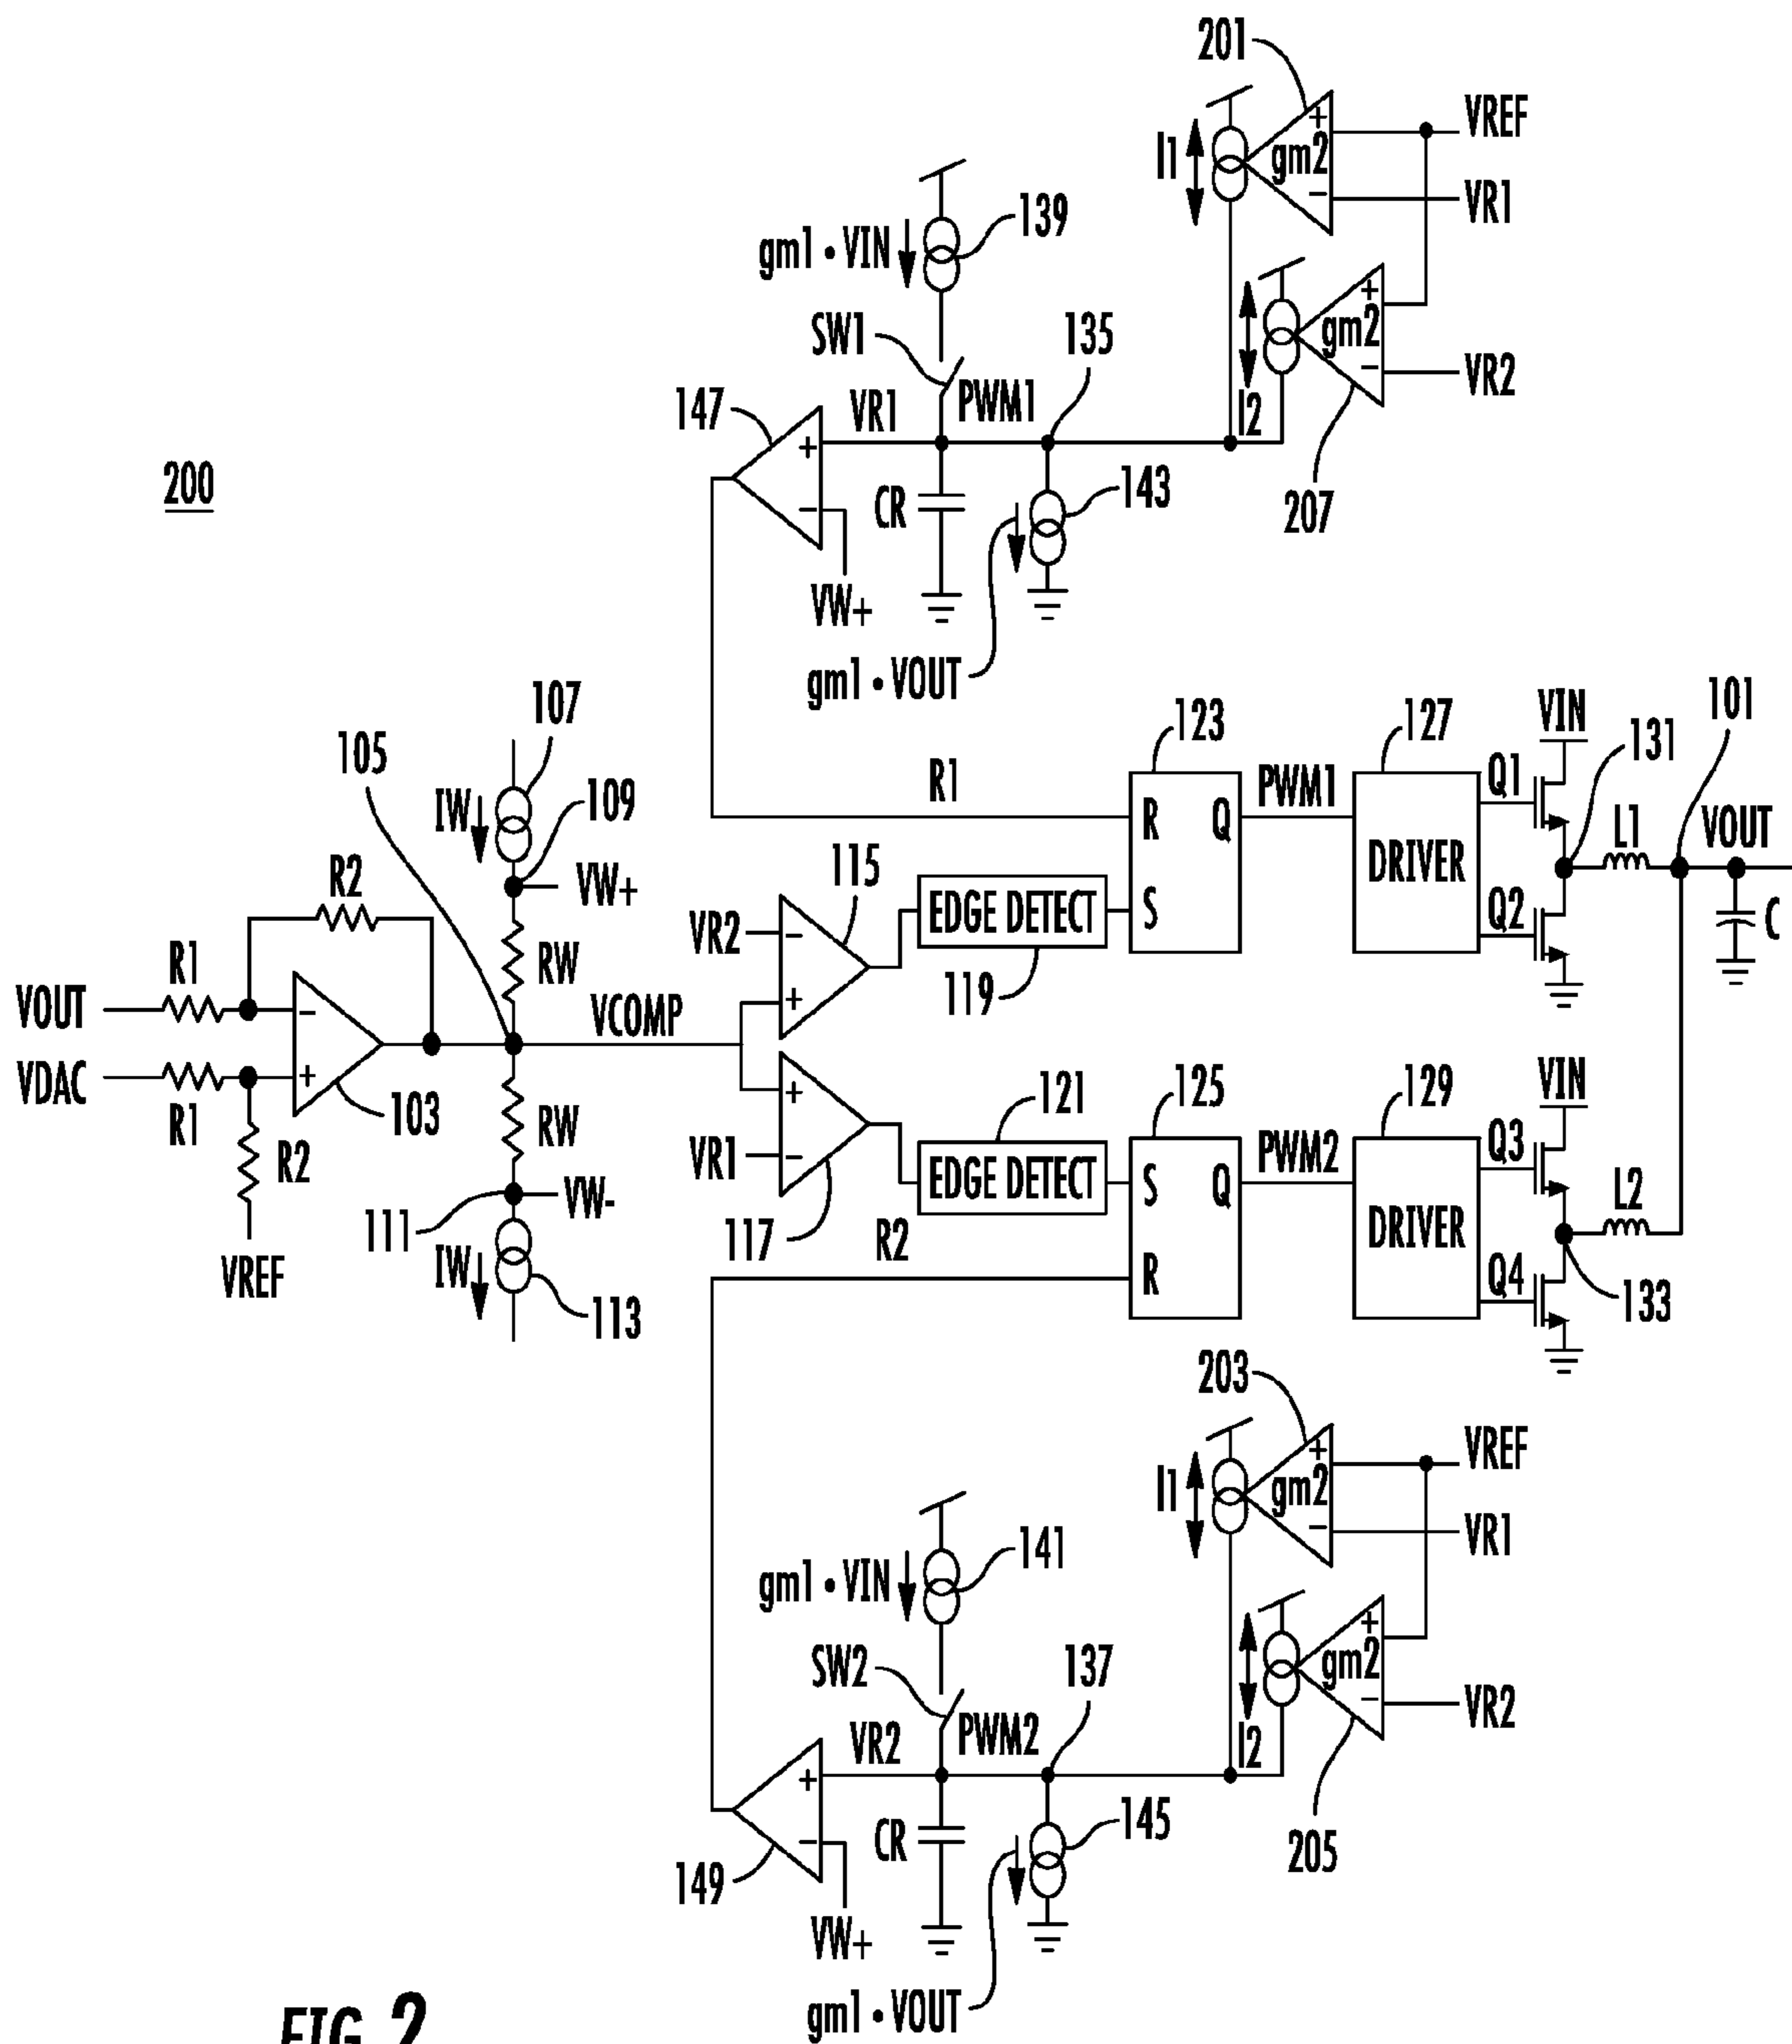 201
VREF
+
gm2
I1
−
VR1
139
gm1 • VIN
+
gm2
SW1
135
−
VR2
I2
147
VR1
PWM1
207
200
+
−
CR
143
VW+
gm1 • VOUT
107
123
127
VIN
101
131
105
R1
PWM1
Q1
L1
VOUT
IW
109
R
Q
DRIVER
115
R2
VW+
EDGE DETECT
S
Q2
C
VR2
−
119
R1
RW
+
VOUT
−
VCOMP
VDAC
+
R1
103
RW
+
121
125
129
VIN
R2
VR1
−
EDGE DETECT
S
Q
PWM2
DRIVER
Q3
L2
111
VW-
117
R2
VREF
IW
R
Q4
133
113
203
VREF
+
gm2
I1
−
VR1
141
gm1 • VIN
+
gm2
SW2
137
−
VR2
I2
VR2
PWM2
205
149
+
−
CR
145
VW+
gm1 • VOUT
FIG. 2